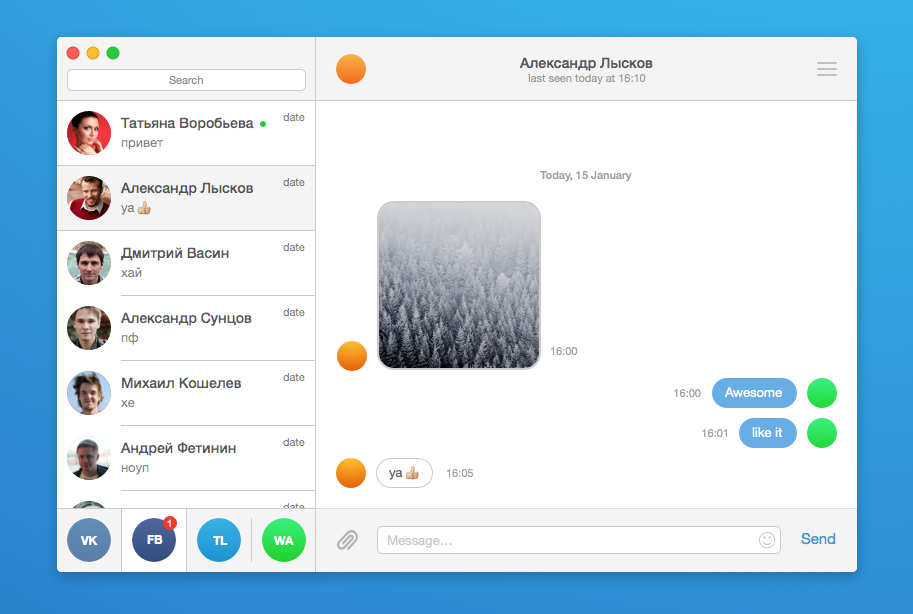 Search
Татьяна Воробьева
date
привет
Александр Лысков
date
ya 👍🏼
Дмитрий Васин
date
хай
Александр Сунцов
date
пф
Михаил Кошелев
date
хе
Андрей Фетинин
date
ноуп
date
VK
FB
1
TL
WA
Александр Лысков
last seen today at 16:10
Today, 15 January
16:00
16:00
Awesome
16:01
like it
ya 👍🏼
16:05
Message...
Send